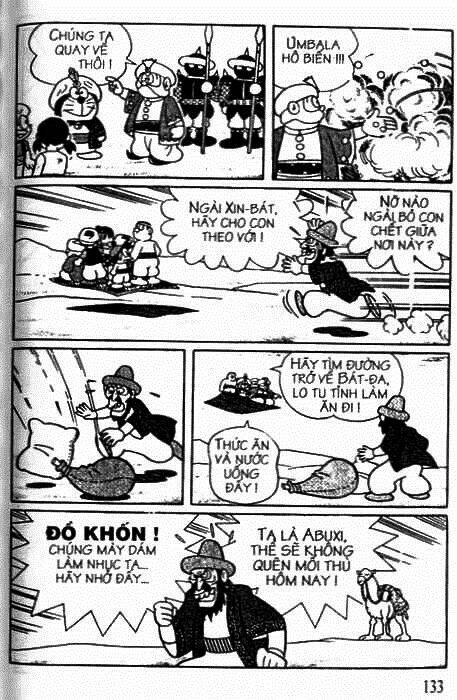 CHÚNG TA
QUAY VỀ
THÔI !
ÚMBALA
HÔ BIẾN !!!
NGÀI XIN-BÁT,
HÃY CHO CON
THEO VỚI !
NỠ NÀO
NGÀI BỎ CON
CHẾT GIỮA
NƠI NÀY ?
HÃY TÌM ĐƯỜNG
TRỞ VỀ BÁT-ĐA,
LO TU TỈNH LÀM
ĂN ĐI !
THỨC ĂN
VÀ NƯỚC
UỐNG
ĐÂY !
ĐỒ KHỐN !
CHÚNG MÀY DÁM
LÀM NHỤC TA...
HÃY NHỚ ĐẤY...
TA LÀ ABUXI,
THỀ SẼ KHÔNG
QUÊN MỐI THÙ
HÔM NAY !
133